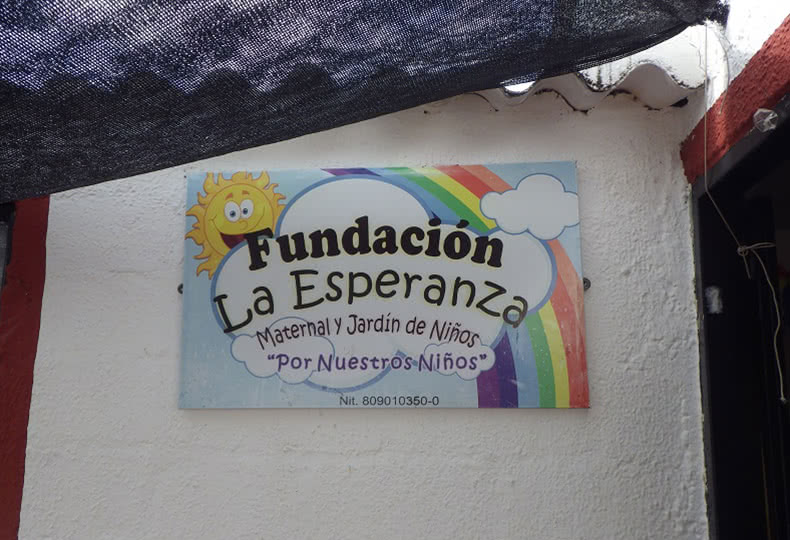 Fundación
La Esperanza
Maternal y Jardín de Niños
"Por Nuestros Niños"
Nit. 809010350-0